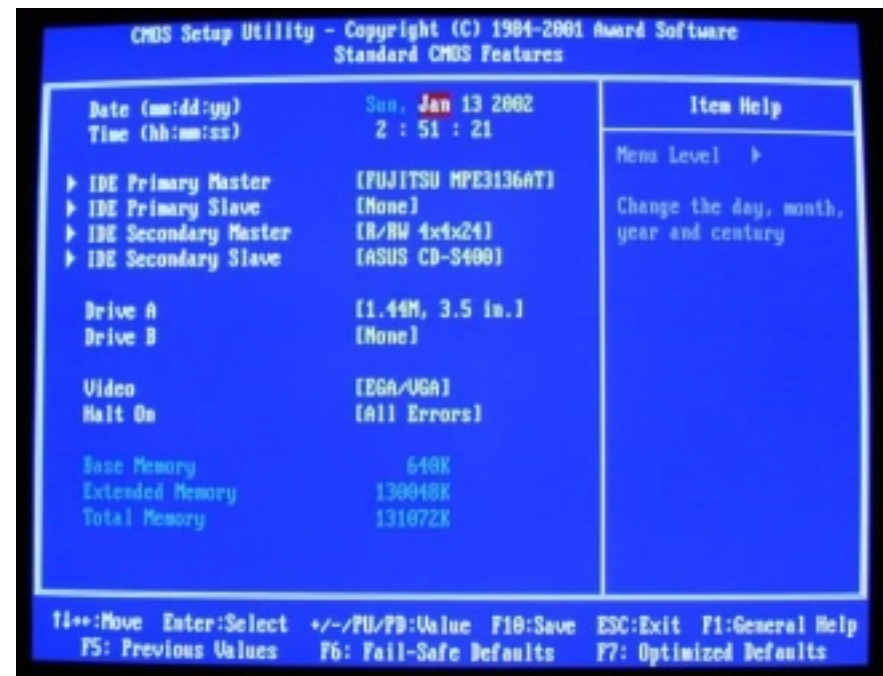 CMOS Setup Utility - Copyright (C) 1984-2001 Award Software
Standard CMOS Features
Date (mm:dd:yy) Sun, Jan 13 2002
Time (hh:mm:ss) 2 : 51 : 21
IDE Primary Master [FUJITSU MPE3136AT]
IDE Primary Slave [None]
IDE Secondary Master [R/RW 4x4x24]
IDE Secondary Slave [ASUS CD-S400]
Drive A [1.44M, 3.5 in.]
Drive B [None]
Video [EGA/VGA]
Halt On [All Errors]
Base Memory 640K
Extended Memory 130048K
Total Memory 131072K
Item Help
Menu Level
Change the day, month,
year and century
↑↓→←:Move Enter:Select +/-/PU/PD:Value F10:Save ESC:Exit F1:General Help
F5: Previous Values F6: Fail-Safe Defaults F7: Optimized Defaults